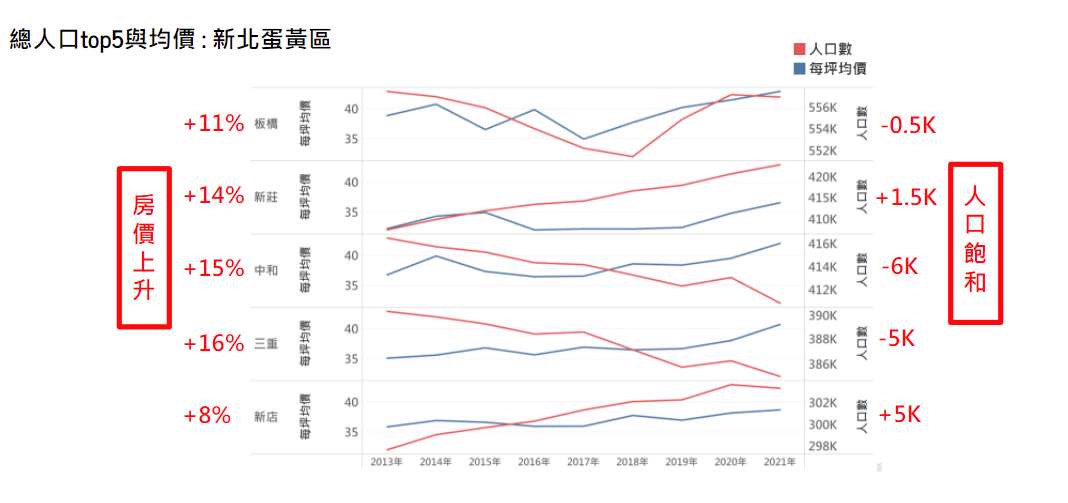 總人口top5與均價 : 新北蛋黃區
人口數
每坪均價
房價上升
人口飽和
+11%
板橋
每坪均價
40
35
556K
554K
552K
人口數
-0.5K
+14%
新莊
每坪均價
40
35
420K
415K
410K
人口數
+1.5K
+15%
中和
每坪均價
40
35
416K
414K
412K
人口數
-6K
+16%
三重
每坪均價
40
35
390K
388K
386K
人口數
-5K
+8%
新店
每坪均價
40
35
302K
300K
298K
人口數
+5K
2013年 2014年 2015年 2016年 2017年 2018年 2019年 2020年 2021年